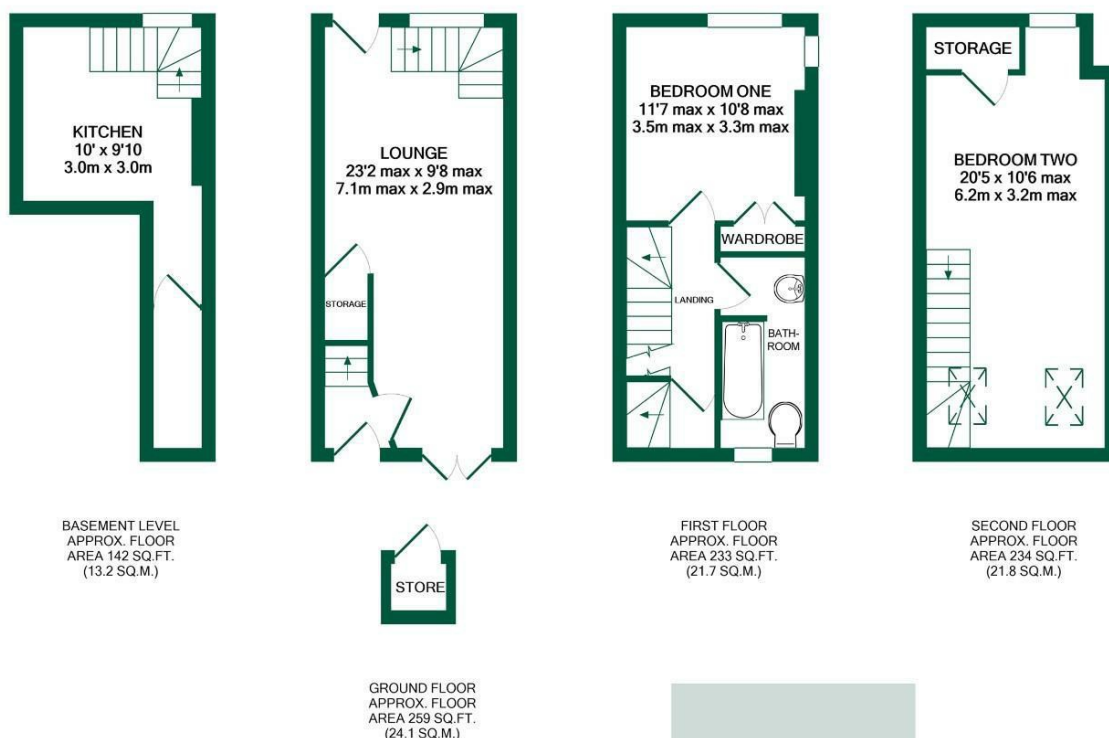 KITCHEN
10' x 9'10
3.0m x 3.0m
BASEMENT LEVEL
APPROX. FLOOR
AREA 142 SQ.FT.
(13.2 SQ.M.)
LOUNGE
23'2 max x 9'8 max
7.1m max x 2.9m max
STORAGE
STORE
GROUND FLOOR
APPROX. FLOOR
AREA 259 SQ.FT.
(24.1 SQ.M.)
BEDROOM ONE
11'7 max x 10'8 max
3.5m max x 3.3m max
WARDROBE
LANDING
BATH-
ROOM
FIRST FLOOR
APPROX. FLOOR
AREA 233 SQ.FT.
(21.7 SQ.M.)
STORAGE
BEDROOM TWO
20'5 x 10'6 max
6.2m x 3.2m max
SECOND FLOOR
APPROX. FLOOR
AREA 234 SQ.FT.
(21.8 SQ.M.)